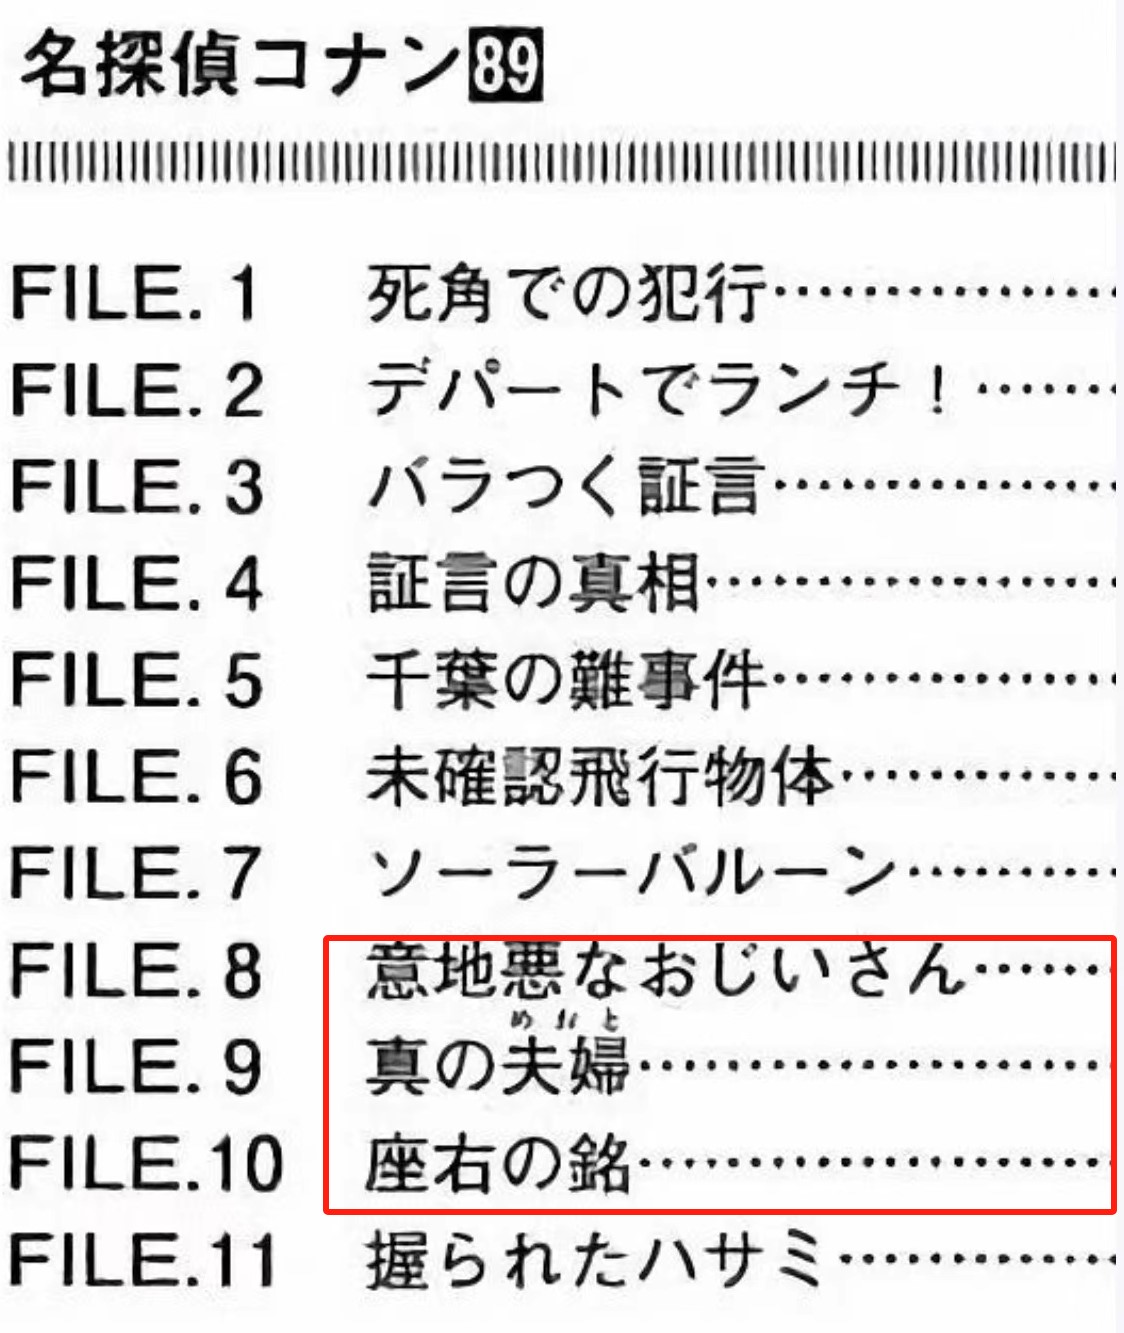 名探偵コナン89
FILE. 1 死角での犯行……………
FILE. 2 デパートでランチ！……
FILE. 3 バラつく証言……………
FILE. 4 証言の真相………………
FILE. 5 千葉の難事件……………
FILE. 6 未確認飛行物体…………
FILE. 7 ソーラーバルーン………
FILE. 8 意地悪なおじいさん……
めおと
FILE. 9 真の夫婦…………………
FILE.10 座右の銘…………………
FILE.11 握られたハサミ…………